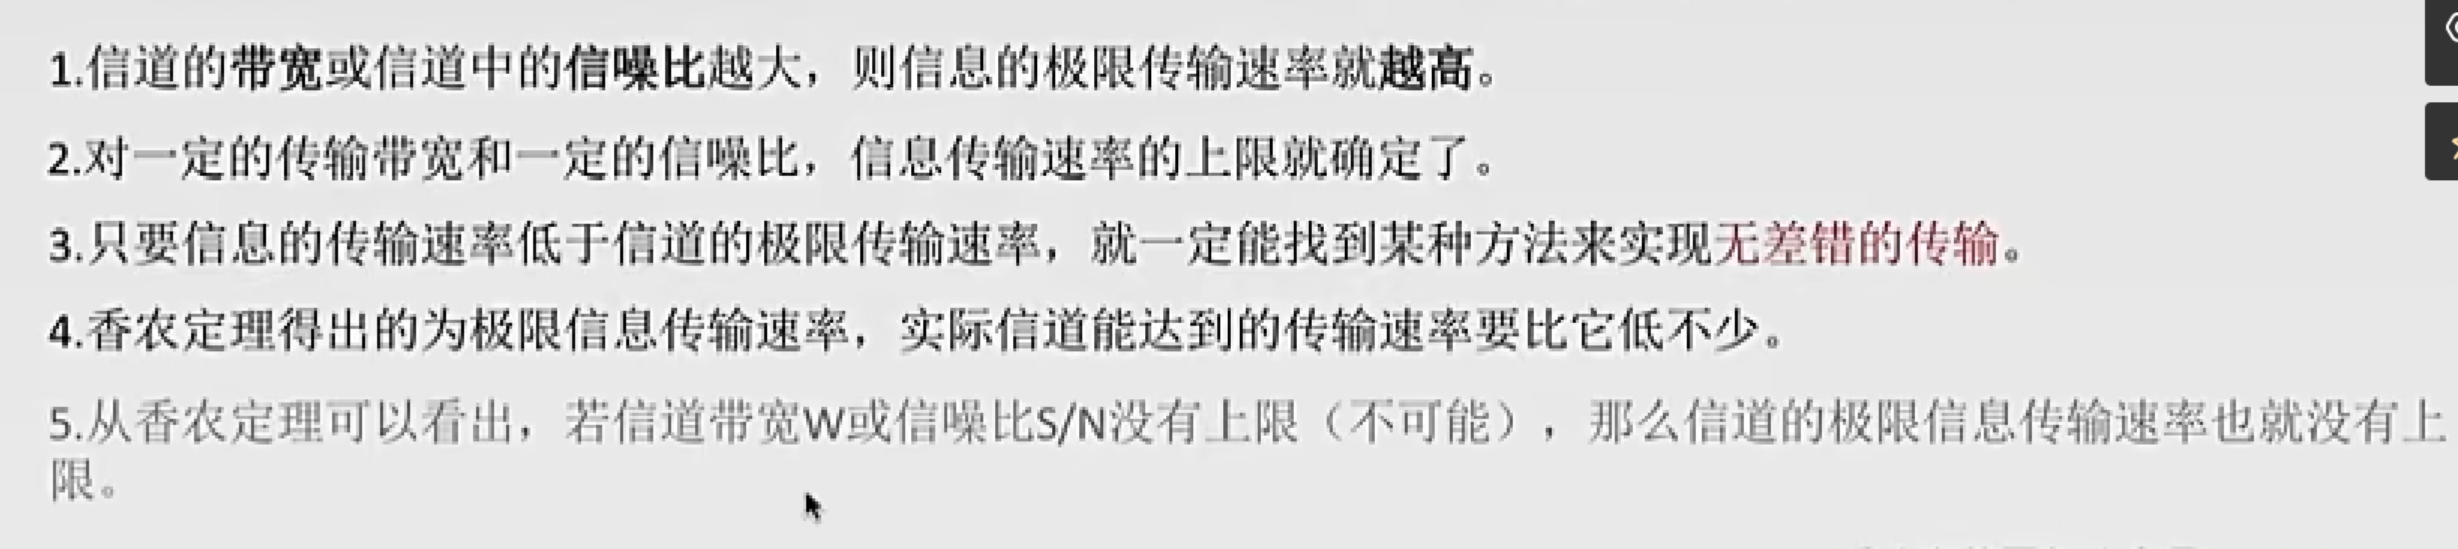 1.信道的带宽或信道中的信噪比越大，则信息的极限传输速率就越高。
2.对一定的传输带宽和一定的信噪比，信息传输速率的上限就确定了。
3.只要信息的传输速率低于信道的极限传输速率，就一定能找到某种方法来实现无差错的传输。
4.香农定理得出的为极限信息传输速率，实际信道能达到的传输速率要比它低不少。
5.从香农定理可以看出，若信道带宽W或信噪比S/N没有上限（不可能），那么信道的极限信息传输速率也就没有上
限。